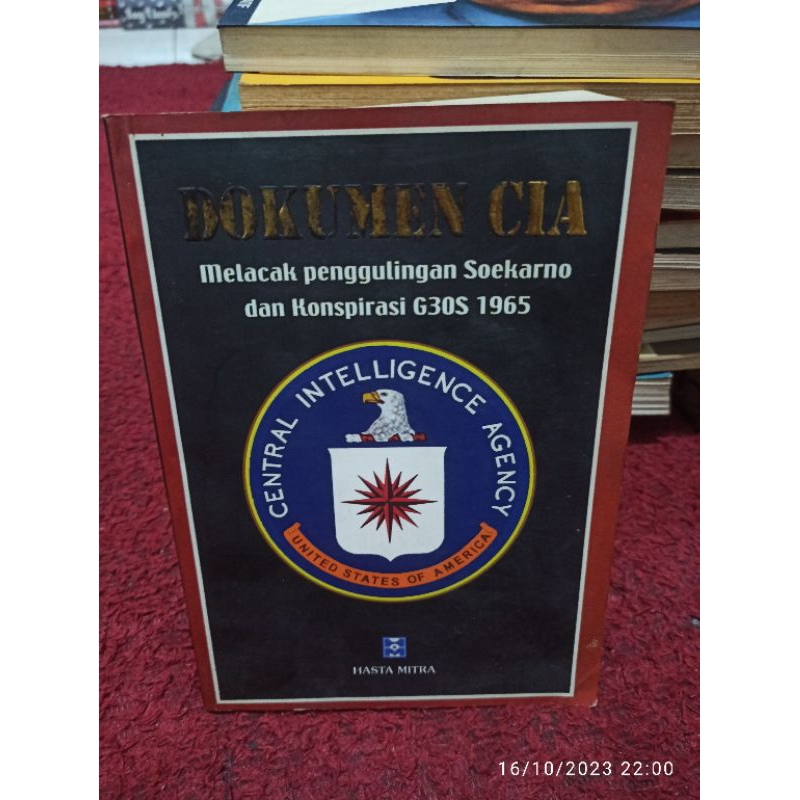 DOKUMEN CIA
Melacak penggulingan Soekarno
dan Konspirasi G30S 1965
CENTRAL INTELLIGENCE AGENCY
UNITED STATES OF AMERICA
HASTA MITRA
16/10/2023 22:00